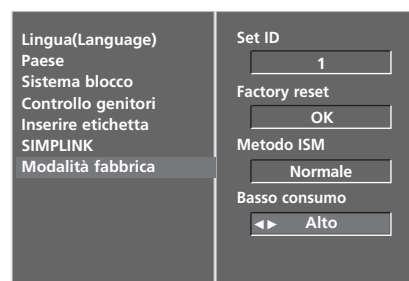 Lingua(Language)
Paese
Sistema blocco
Controllo genitori
Inserire etichetta
SIMPLINK
Modalità fabbrica
Set ID
1
Factory reset
OK
Metodo ISM
Normale
Basso consumo
◄► Alto